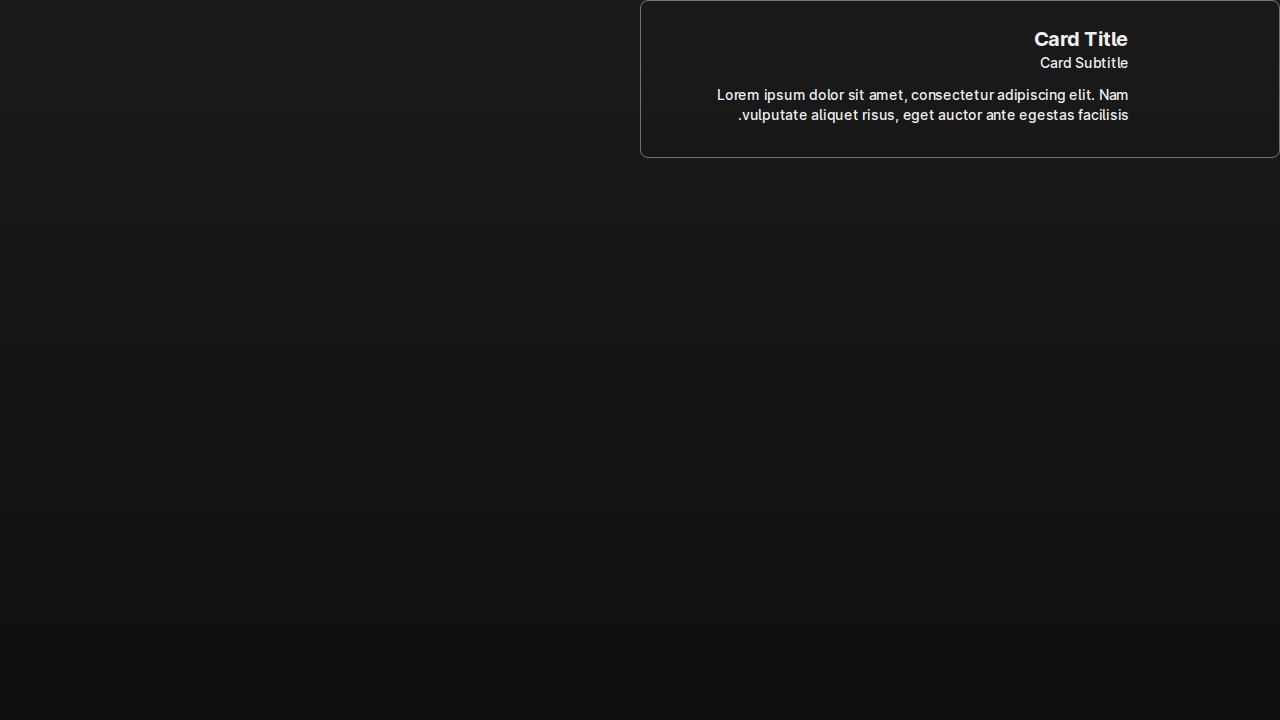 Card Title
Card Subtitle
Lorem ipsum dolor sit amet, consectetur adipiscing elit. Nam
.vulputate aliquet risus, eget auctor ante egestas facilisis